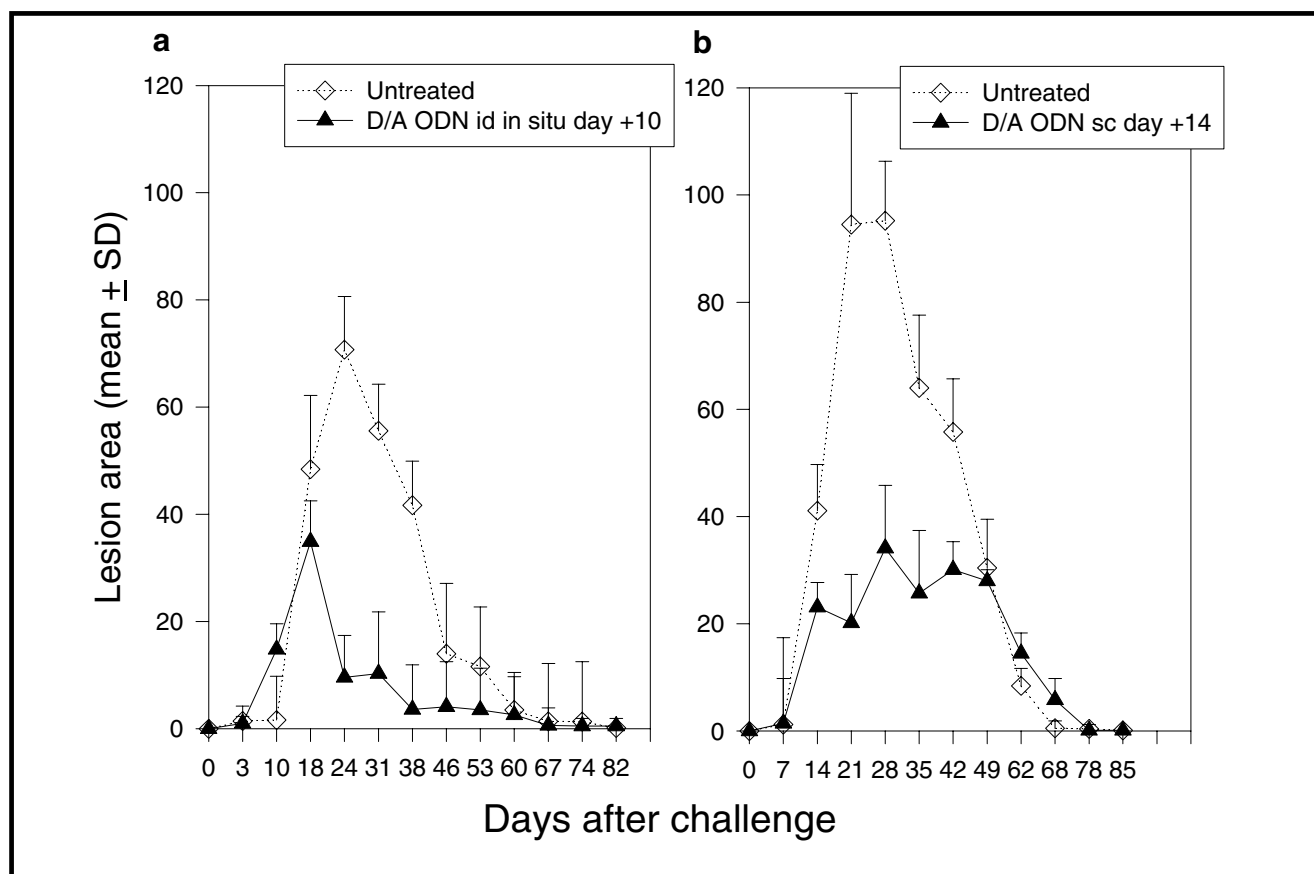 a
Untreated
D/A ODN id in situ day +10
120
100
80
60
40
20
0
0 3 10 18 24 31 38 46 53 60 67 74 82
b
Untreated
D/A ODN sc day +14
120
100
80
60
40
20
0
0 7 14 21 28 35 42 49 62 68 78 85
Lesion area (mean ± SD)
Days after challenge